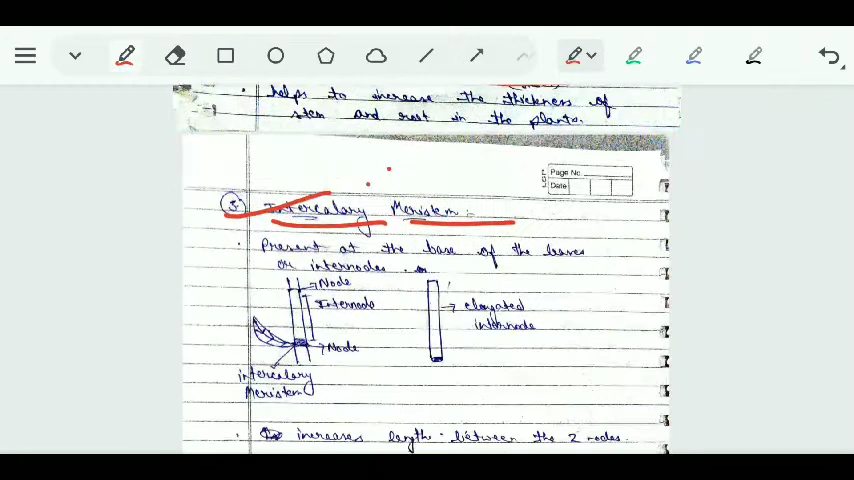 helps to increase the thickness of
stem and root in the plants.
Page No.
Date
3
Intercalary Meristem :-
Present at the base of the leaves
or internodes.
Node
Internode
Node
intercalary
Meristem
elongated
internode
increases length between the 2 nodes.